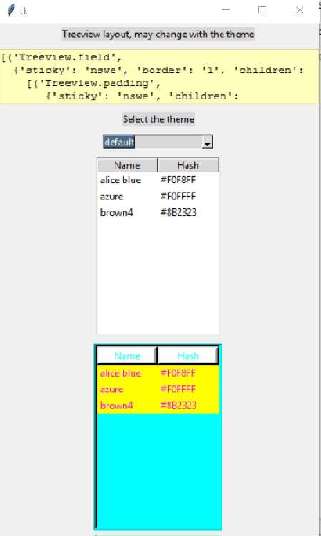 tk
Treeview layout, may change with the theme
[('Treeview.field',
{'sticky': 'nswe', 'border': '1', 'children':
[('Treeview.padding',
{'sticky': 'nswe', 'children':
Select the theme
default
Name Hash
alice blue #F0F8FF
azure #F0FFFF
brown4 #8B2323
Name Hash
alice blue #F0F8FF
azure #F0FFFF
brown4 #8B2323